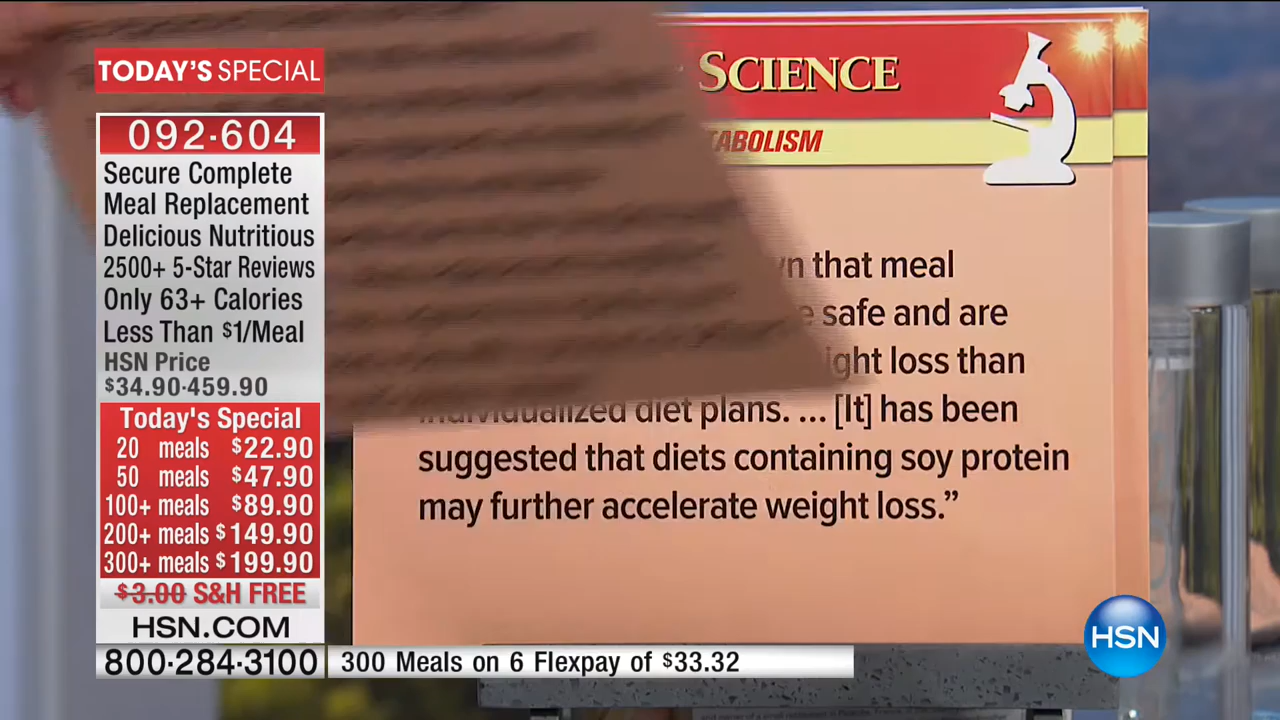 TODAY'S SPECIAL
092·604
Secure Complete
Meal Replacement
Delicious Nutritious
2500+ 5-Star Reviews
Only 63+ Calories
Less Than $1/Meal
HSN Price
$34.90-459.90
Today's Special
20 meals $22.90
50 meals $47.90
100+ meals $89.90
200+ meals $149.90
300+ meals $199.90
$3.00 S&H FREE
HSN.COM
800·284·3100
300 Meals on 6 Flexpay of $33.32
SCIENCE
that meal
safe and are
loss than
individualized diet plans. ... [It] has been
suggested that diets containing soy protein
may further accelerate weight loss.”
HSN